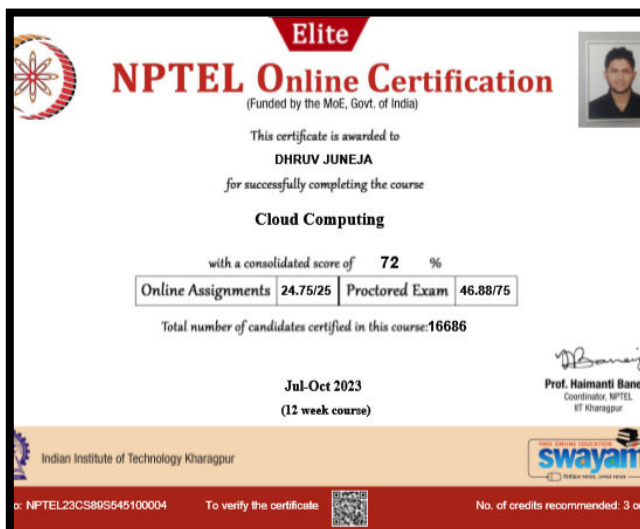 Elite
NPTEL Online Certification
(Funded by the MoE, Govt. of India)
This certificate is awarded to
DHRUV JUNEJA
for successfully completing the course
Cloud Computing
with a consolidated score of 72 %
Online Assignments 24.75/25 Proctored Exam 46.88/75
Total number of candidates certified in this course:16686
Jul-Oct 2023
(12 week course)
Prof. Haimanti Bane
Coordinator, NPTEL
IIT Kharagpur
Indian Institute of Technology Kharagpur
FREE ONLINE EDUCATION
swayam
o: NPTEL23CS89S545100004 To verify the certificate No. of credits recommended: 3 o